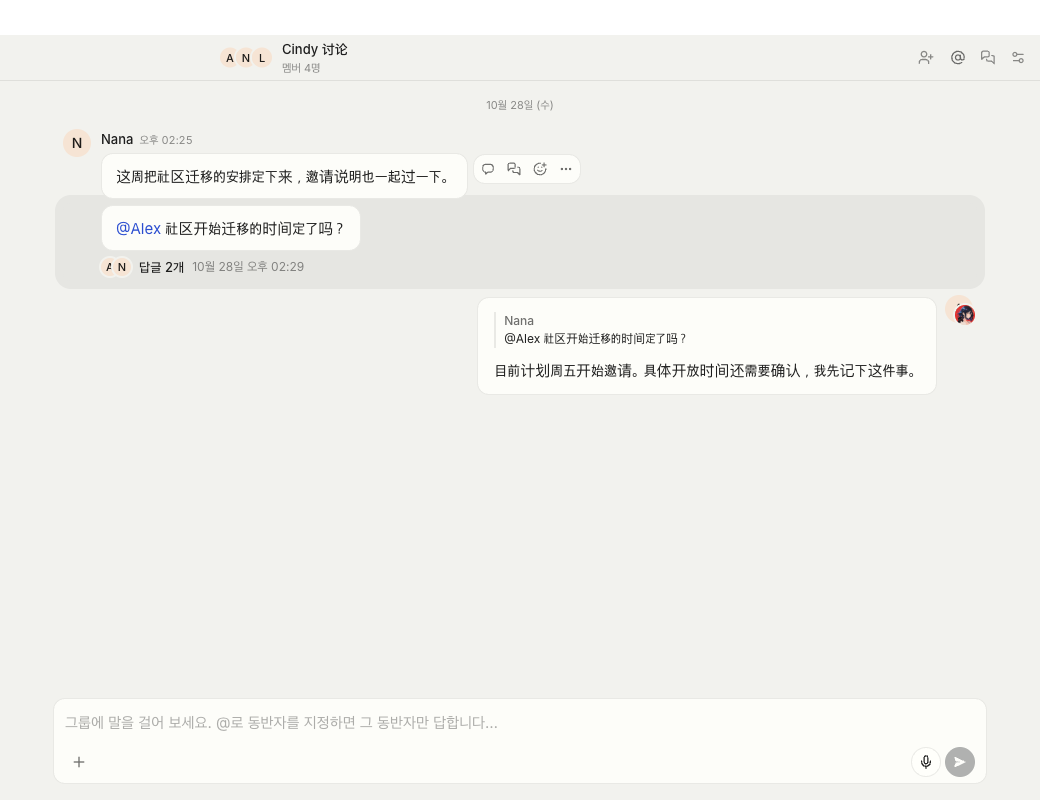 A N L
Cindy 讨论
멤버 4명
10월 28일 (수)
N
Nana 오후 02:25
这周把社区迁移的安排定下来，邀请说明也一起过一下。
@Alex 社区开始迁移的时间定了吗？
A N 답글 2개 10월 28일 오후 02:29
Nana
@Alex 社区开始迁移的时间定了吗？
目前计划周五开始邀请。具体开放时间还需要确认，我先记下这件事。
그룹에 말을 걸어 보세요. @로 동반자를 지정하면 그 동반자만 답합니다...